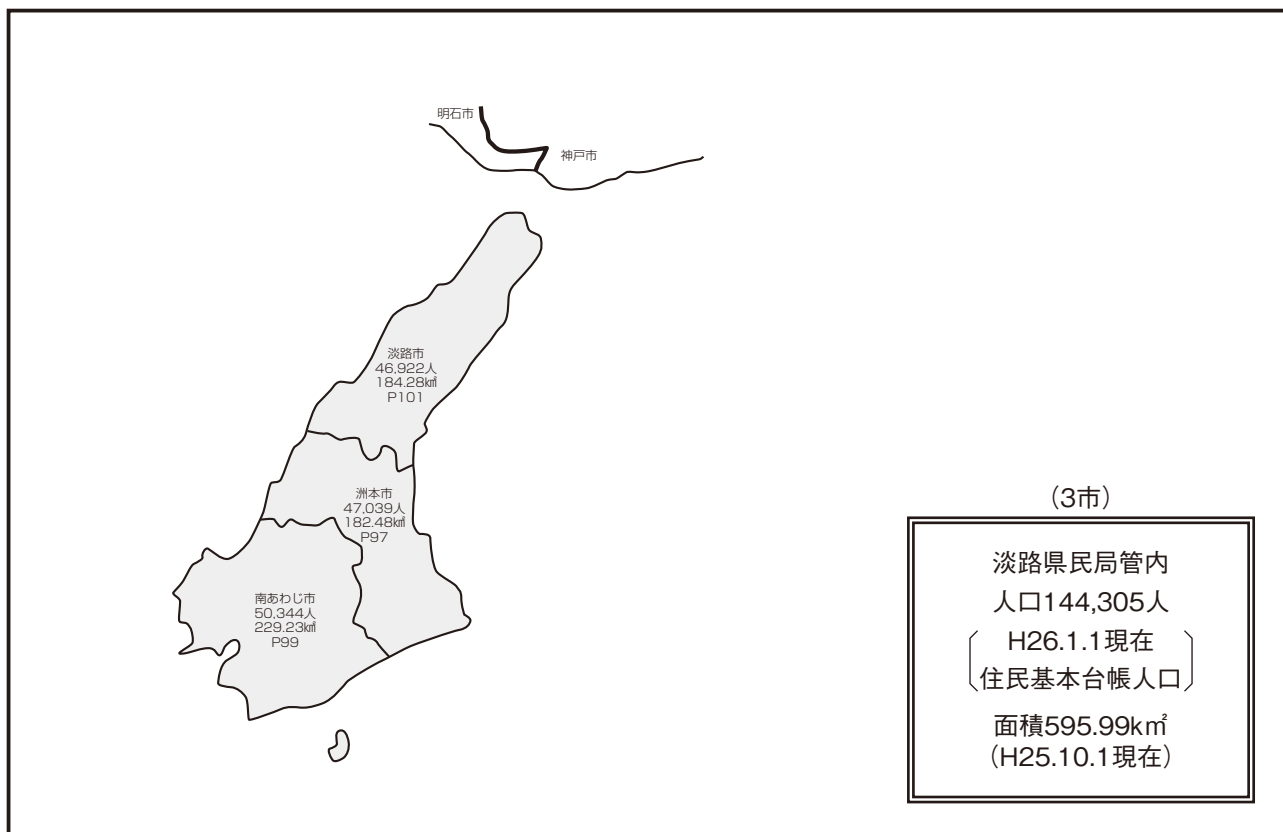 明石市
神戸市
淡路市
46,922人
184.28㎢
P101
洲本市
47,039人
182.48㎢
P97
南あわじ市
50,344人
229.23㎢
P99
（3市）
淡路県民局管内
人口144,305人
H26.1.1現在
住民基本台帳人口
面積595.99k㎡
（H25.10.1現在）